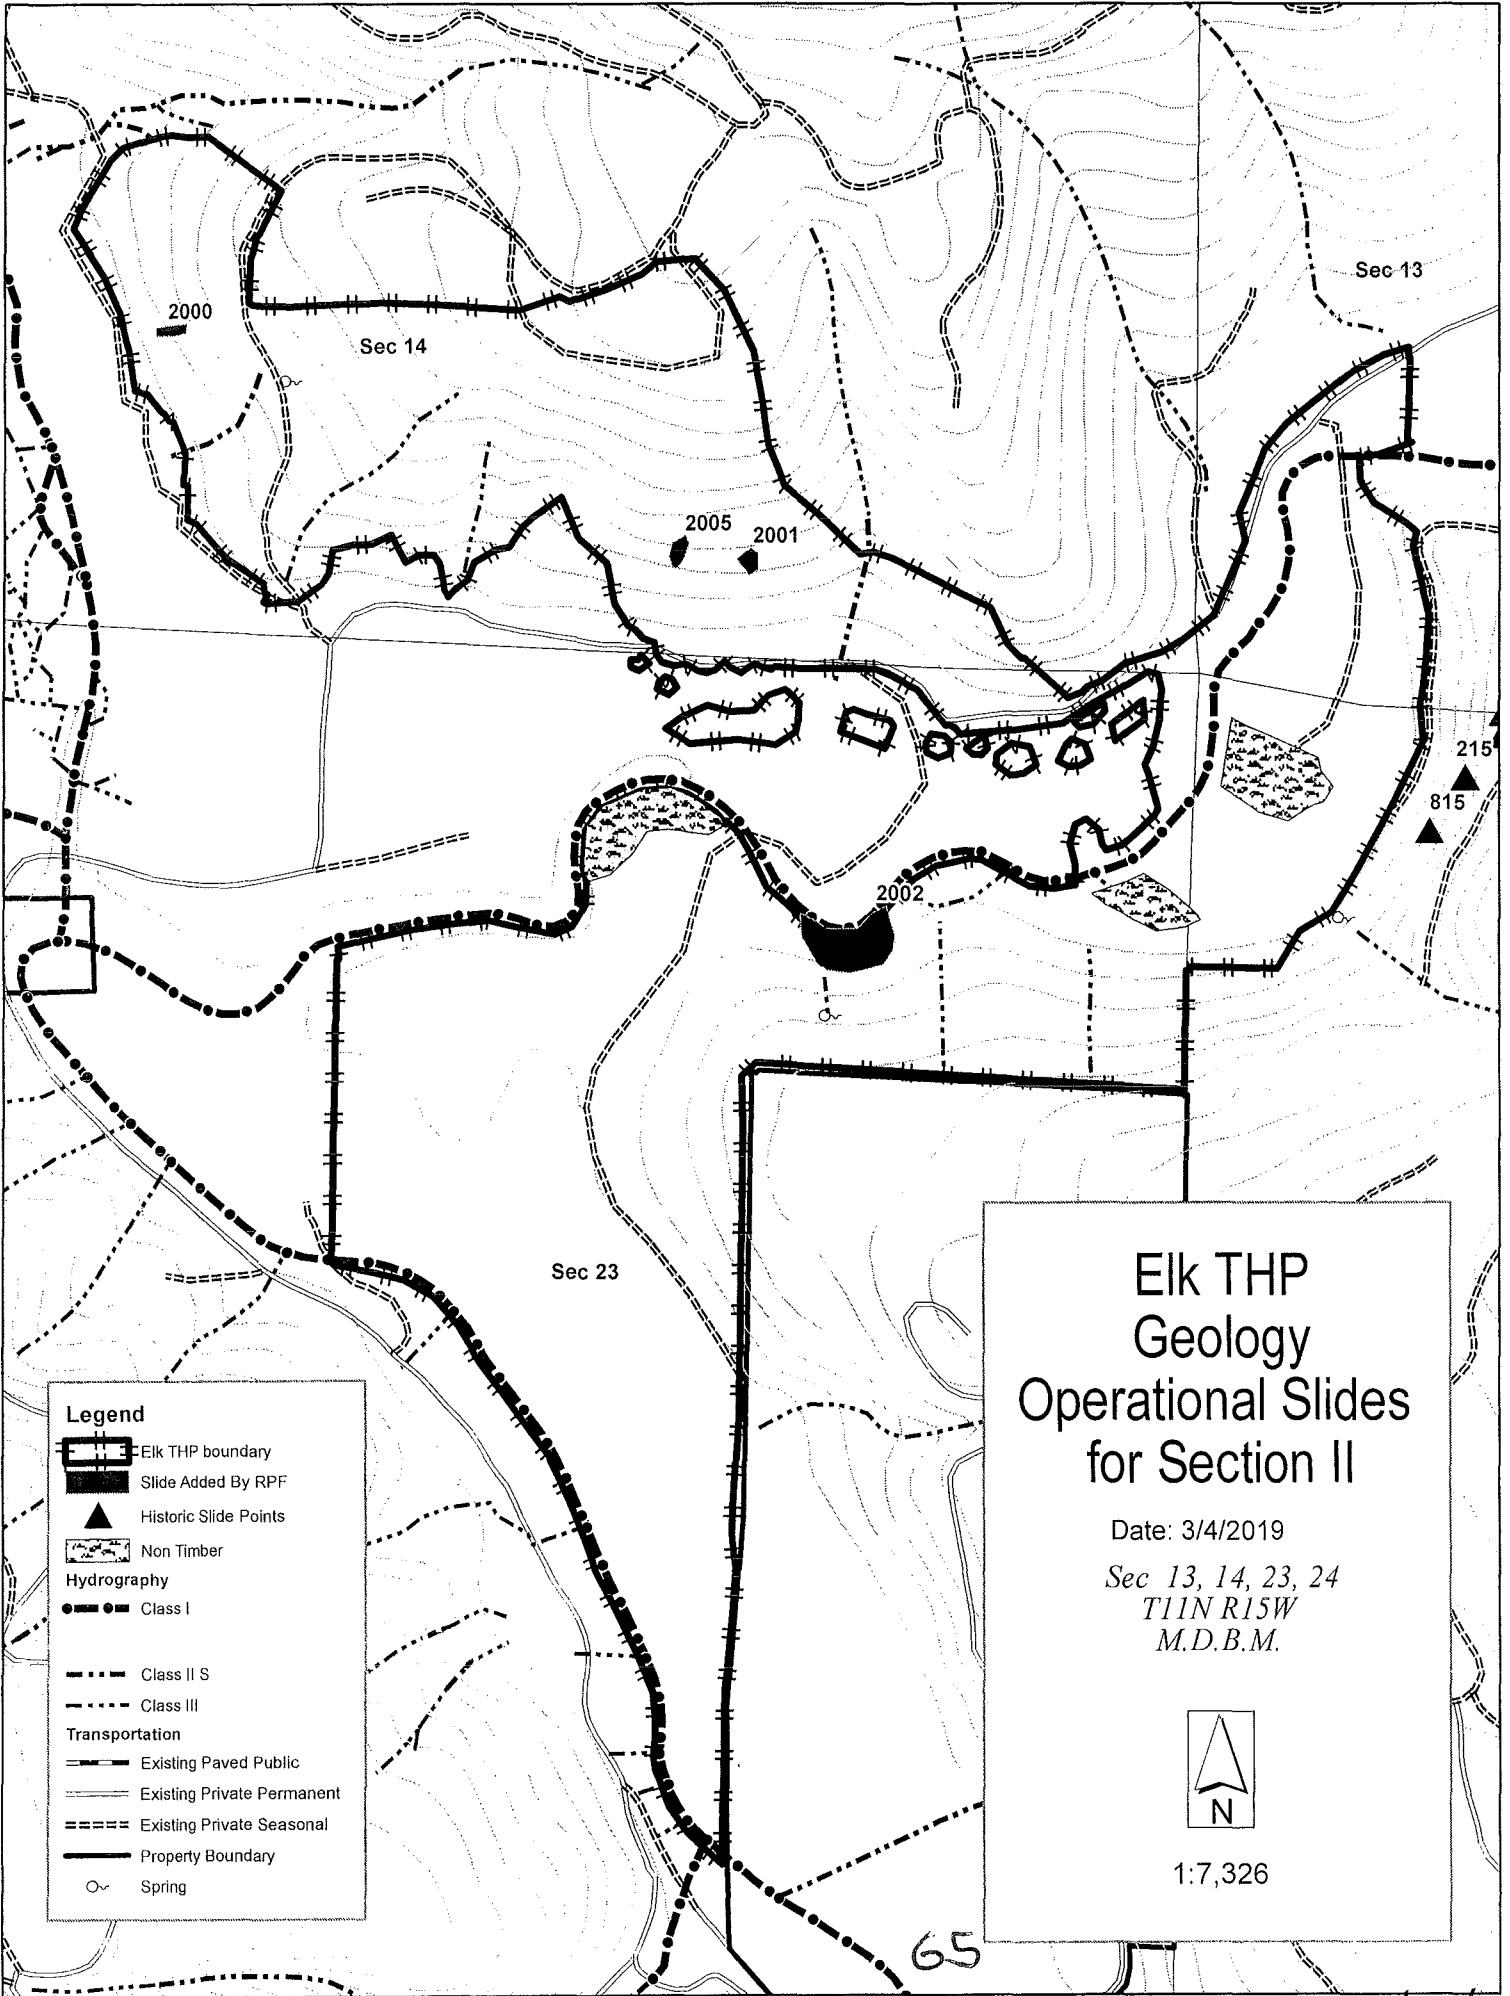 Sec 13
2000
Sec 14
2005
2001
215
815
2002
Sec 23
Elk THP
Geology
Operational Slides
for Section II
Date: 3/4/2019
Sec 13, 14, 23, 24
T11N R15W
M.D.B.M.
N
1:7,326
Legend
Elk THP boundary
Slide Added By RPF
Historic Slide Points
Non Timber
Hydrography
Class I
Class II S
Class III
Transportation
Existing Paved Public
Existing Private Permanent
Existing Private Seasonal
Property Boundary
Spring
65